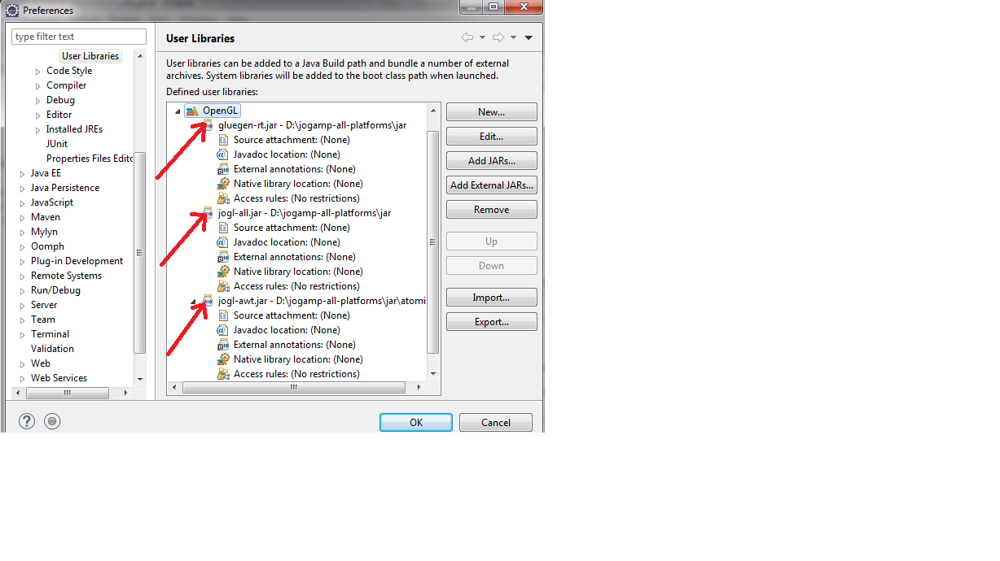 Preferences
type filter text
User Libraries
Code Style
Compiler
Debug
Editor
Installed JREs
JUnit
Properties Files Edito
Java EE
Java Persistence
JavaScript
Maven
Mylyn
Oomph
Plug-in Development
Remote Systems
Run/Debug
Server
Team
Terminal
Validation
Web
Web Services
User Libraries
User libraries can be added to a Java Build path and bundle a number of external
archives. System libraries will be added to the boot class path when launched.
Defined user libraries:
OpenGL
gluegen-rt.jar - D:\jogamp-all-platforms\jar
Source attachment: (None)
Javadoc location: (None)
External annotations: (None)
Native library location: (None)
Access rules: (No restrictions)
jogl-all.jar - D:\jogamp-all-platforms\jar
Source attachment: (None)
Javadoc location: (None)
External annotations: (None)
Native library location: (None)
Access rules: (No restrictions)
jogl-awt.jar - D:\jogamp-all-platforms\jar\atomi
Source attachment: (None)
Javadoc location: (None)
External annotations: (None)
Native library location: (None)
Access rules: (No restrictions)
New...
Edit...
Add JARs...
Add External JARs...
Remove
Up
Down
Import...
Export...
OK
Cancel